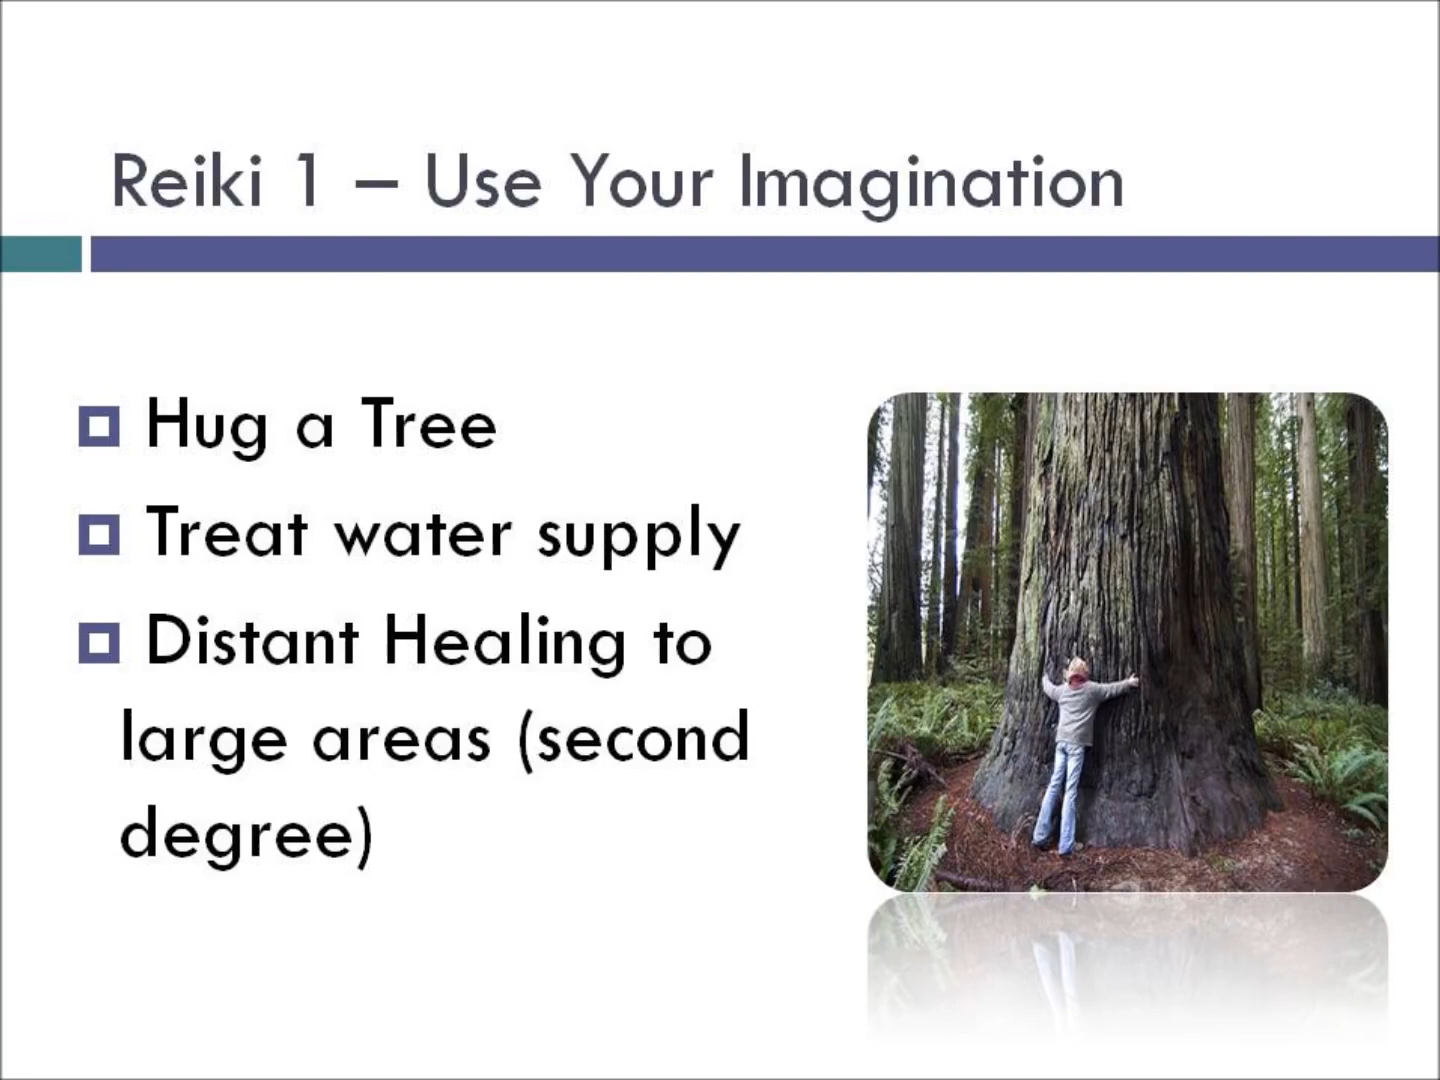 Reiki 1 – Use Your Imagination
Hug a Tree
Treat water supply
Distant Healing to
large areas (second
degree)